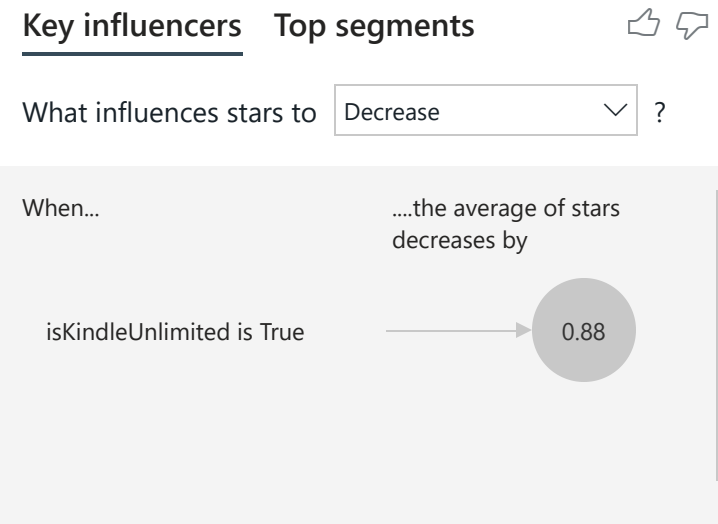 Key influencers Top segments
What influences stars to Decrease ?
When... ....the average of stars
decreases by
isKindleUnlimited is True 0.88